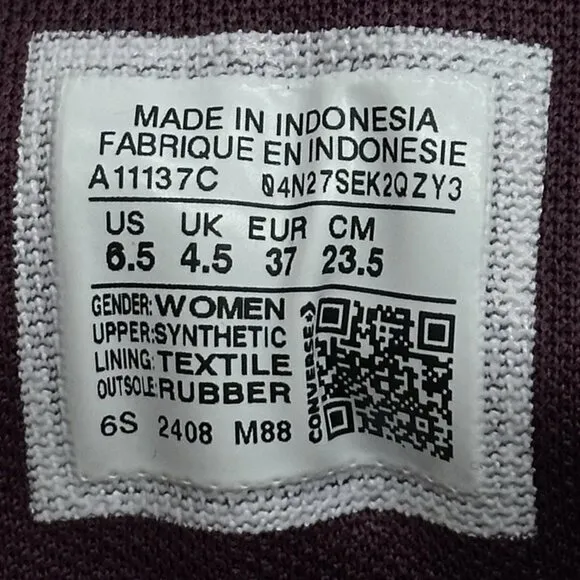 MADE IN INDONESIA
FABRIQUE EN INDONESIE
A11137C 04N27SEK2QZY3
US UK EUR CM
6.5 4.5 37 23.5
GENDER: WOMEN
UPPER: SYNTHETIC
LINING: TEXTILE
OUTSOLE: RUBBER
CONVERSE
6S 2408 M88